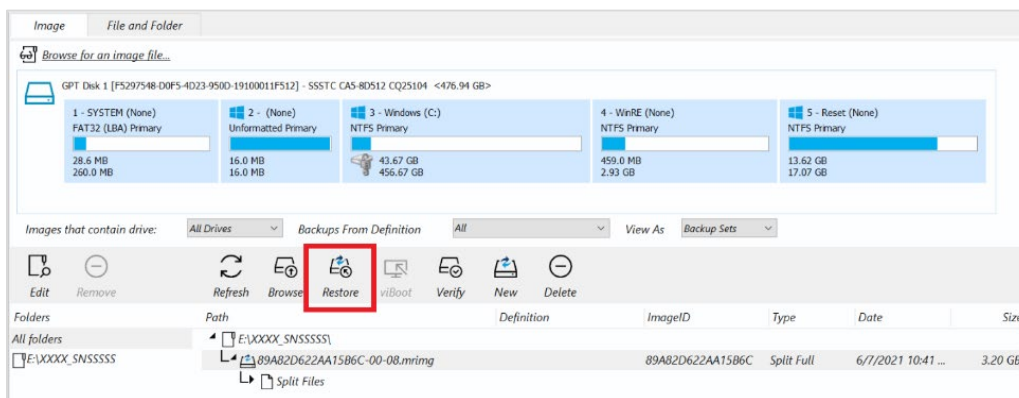 Image File and Folder
Browse for an image file...
GPT Disk 1 [F5297548-D0F5-4D23-950D-19100011F512] - SSSTC CA5-8D512 CQ25104 <476.94 GB>
1 - SYSTEM (None) 2 - (None) 3 - Windows (C:) 4 - WinRE (None) 5 - Reset (None)
FAT32 (LBA) Primary Unformatted Primary NTFS Primary NTFS Primary NTFS Primary
28.6 MB 16.0 MB 43.67 GB 459.0 MB 13.62 GB
260.0 MB 16.0 MB 456.67 GB 2.93 GB 17.07 GB
Images that contain drive: All Drives Backups From Definition All View As Backup Sets
Edit Remove Refresh Browse Restore viBoot Verify New Delete
Folders Path Definition ImageID Type Date Size
All folders E:\XXXX_SNSSSSS\
E:\XXXX_SNSSSSS 89A82D622AA15B6C-00-08.mrimg 89A82D622AA15B6C Split Full 6/7/2021 10:41 ... 3.20 GB
Split Files